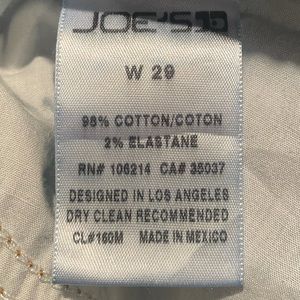 JOE'S
W 29
98% COTTON/COTON
2% ELASTANE
RN# 106214 CA# 35037
DESIGNED IN LOS ANGELES
DRY CLEAN RECOMMENDED
CL#160M MADE IN MEXICO